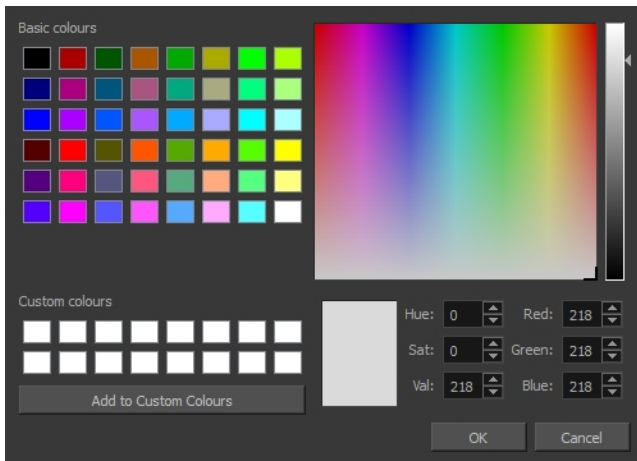 Basic colours
Custom colours
Add to Custom Colours
Hue: 0 Red: 218
Sat: 0 Green: 218
Val: 218 Blue: 218
OK Cancel